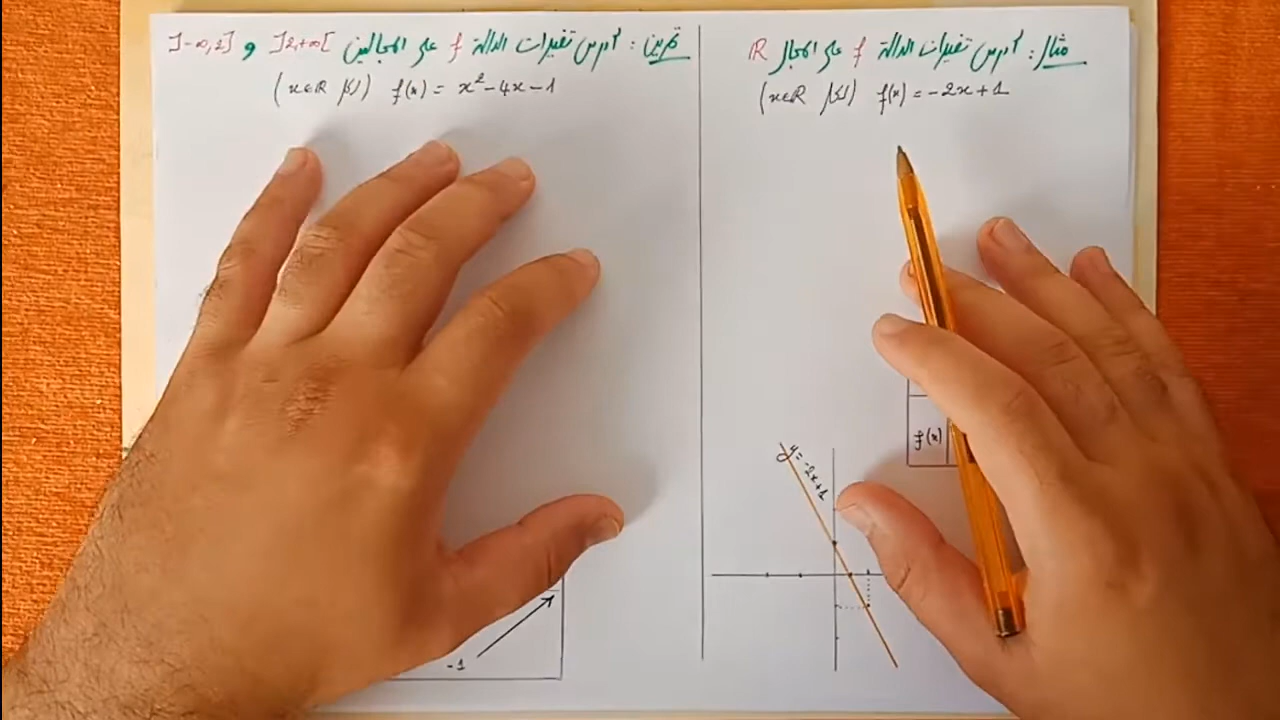 مثال: أدرس تغيرات الدالة f على المجال ℝ
f(x) = -2x+1 (x∈ℝ لكل)
f(x)
y=-2x+1
تمرين: أدرس تغيرات الدالة f على المجالين ]2,+∞[ و ]-∞,2]
f(x) = x²-4x-1 (x∈ℝ لكل)
-1